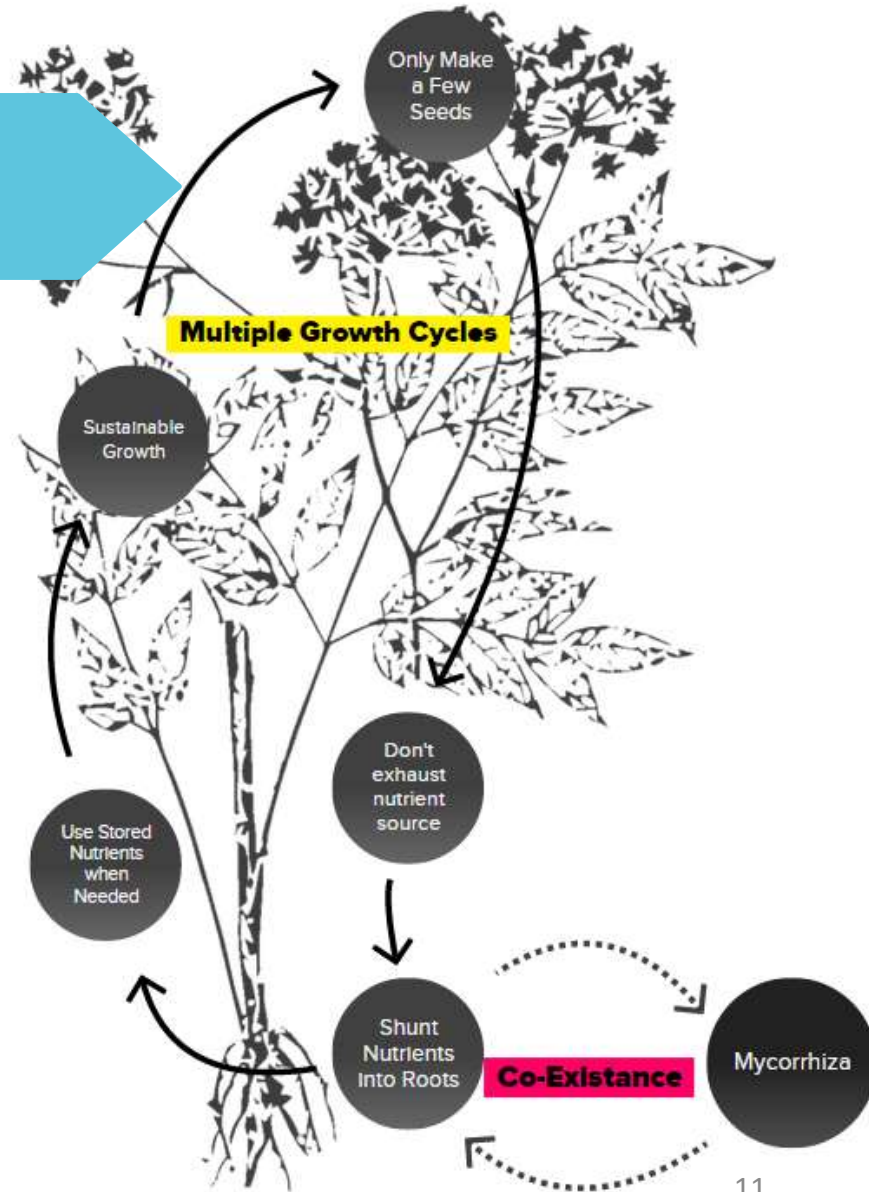 Only Make
a Few
Seeds
Multiple Growth Cycles
Sustainable
Growth
Don't
exhaust
nutrient
source
Use Stored
Nutrients
when
Needed
Shunt
Nutrients
Into Roots
Co-Existance
Mycorrhiza
11